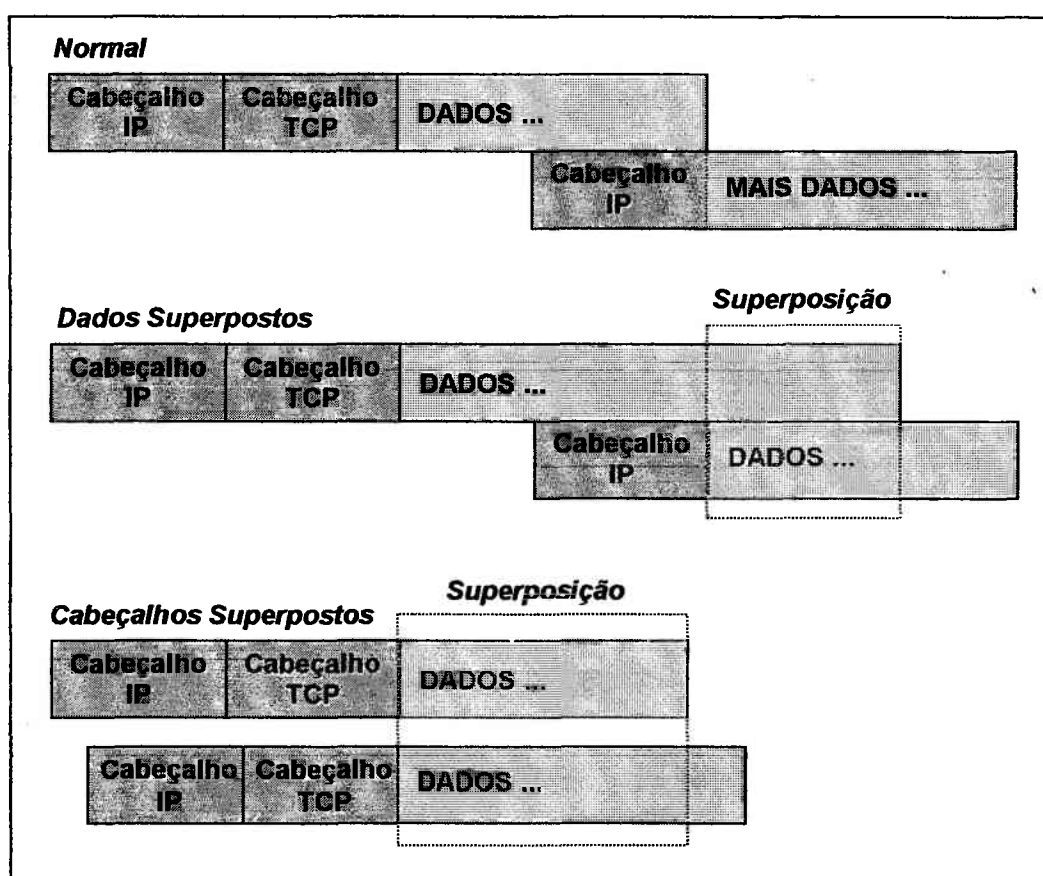 Normal
Cabeçalho IP
Cabeçalho TCP
DADOS ...
Cabeçalho IP
MAIS DADOS ...
Superposição
Dados Superpostos
Cabeçalho IP
Cabeçalho TCP
DADOS ...
Cabeçalho IP
DADOS ...
Superposição
Cabeçalhos Superpostos
Cabeçalho IP
Cabeçalho TCP
DADOS ...
Cabeçalho IP
Cabeçalho TCP
DADOS ...